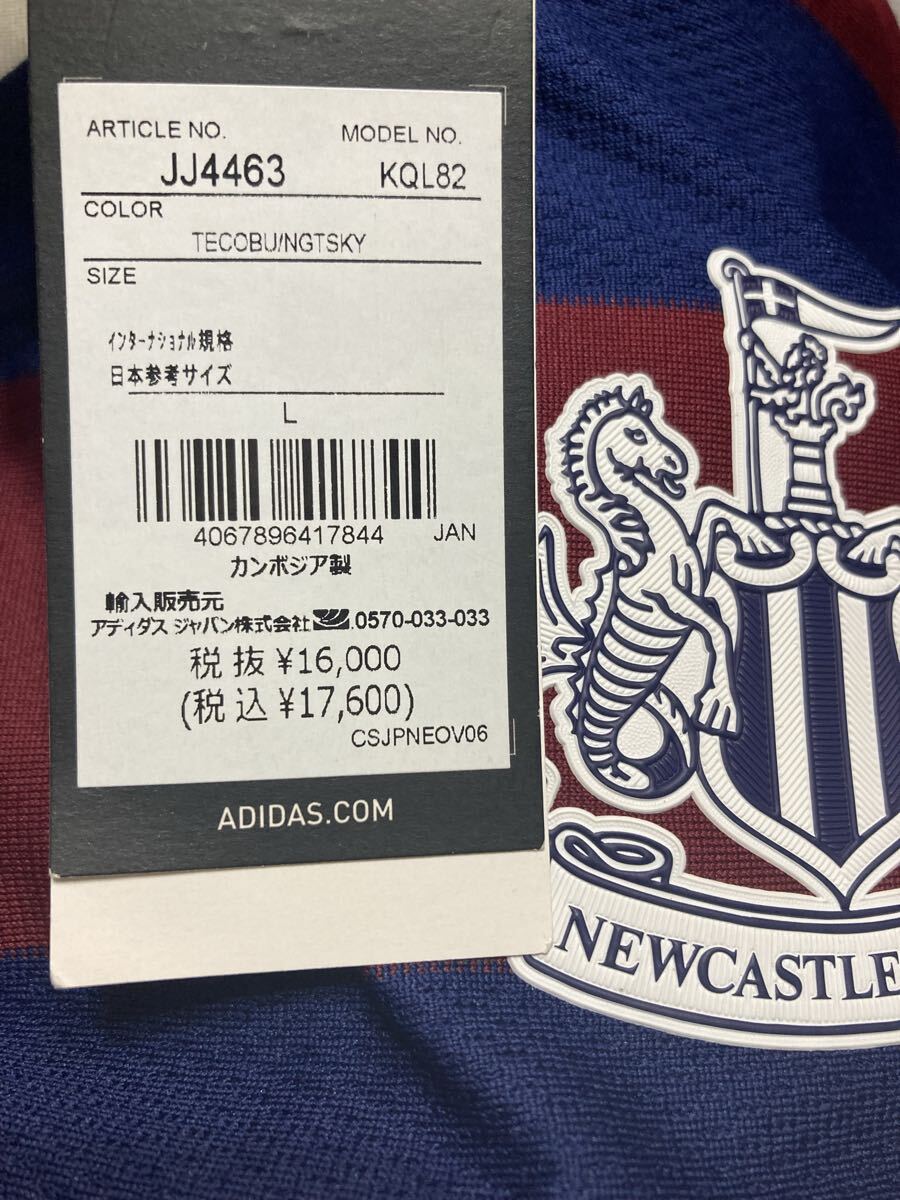 ARTICLE NO. MODEL NO.
JJ4463 KQL82
COLOR
TECOBU/NGTSKY
SIZE
インターナショナル規格
日本参考サイズ
L
4067896417844 JAN
カンボジア製
輸入販売元
アディダス ジャパン株式会社 .0570-033-033
税抜 ¥16,000
(税込 ¥17,600)
CSJPNEOV06
ADIDAS.COM
NEWCASTLE